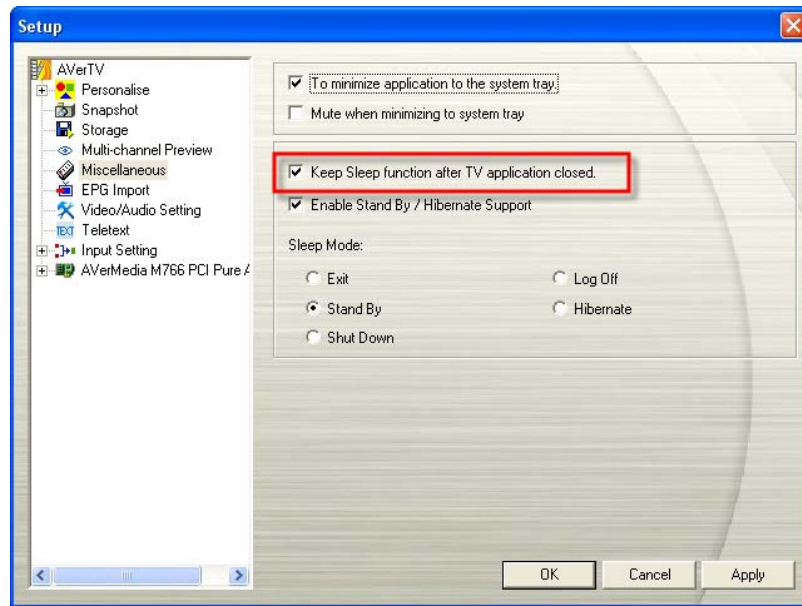 Setup
AVerTV
Personalise
Snapshot
Storage
Multi-channel Preview
Miscellaneous
EPG Import
Video/Audio Setting
TEXT Teletext
Input Setting
AVerMedia M766 PCI Pure A
To minimize application to the system tray.
Mute when minimizing to system tray
Keep Sleep function after TV application closed.
Enable Stand By / Hibernate Support
Sleep Mode:
Exit
Log Off
Stand By
Hibernate
Shut Down
OK
Cancel
Apply